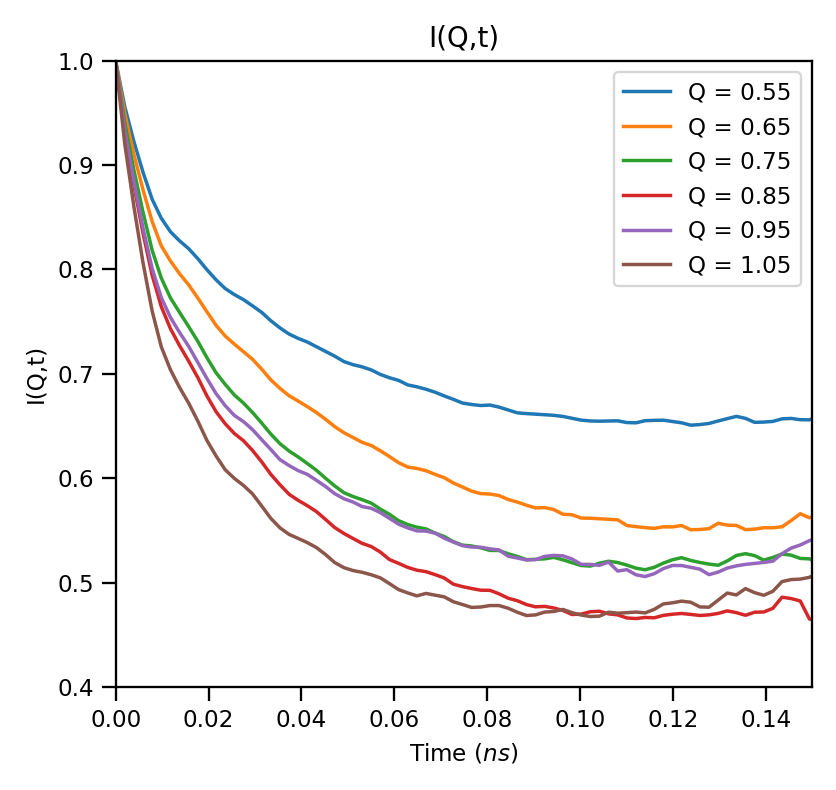 I(Q,t)
1.0
0.9
0.8
0.7
0.6
0.5
0.4
I(Q,t)
Q = 0.55
Q = 0.65
Q = 0.75
Q = 0.85
Q = 0.95
Q = 1.05
0.00 0.02 0.04 0.06 0.08 0.10 0.12 0.14
Time (ns)